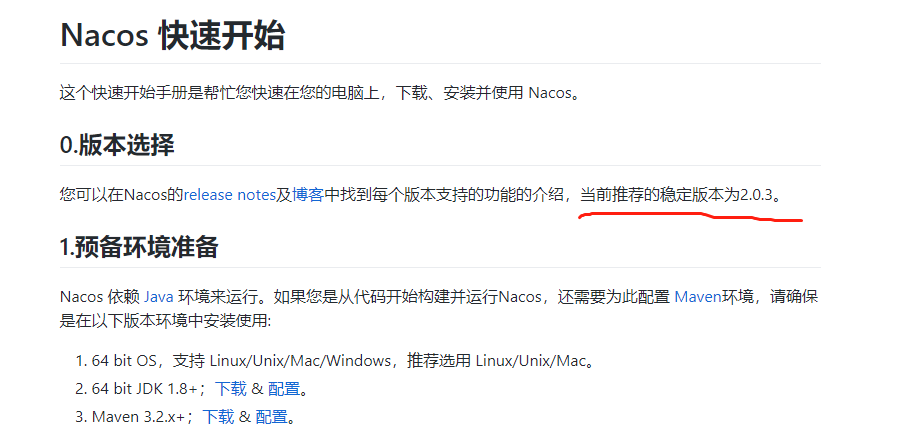 Nacos 快速开始
这个快速开始手册是帮忙您快速在您的电脑上，下载、安装并使用 Nacos。
0.版本选择
您可以在Nacos的release notes及博客中找到每个版本支持的功能的介绍，当前推荐的稳定版本为2.0.3。
1.预备环境准备
Nacos 依赖 Java 环境来运行。如果您是从代码开始构建并运行Nacos，还需要为此配置 Maven环境，请确保
是在以下版本环境中安装使用:
1. 64 bit OS，支持 Linux/Unix/Mac/Windows，推荐选用 Linux/Unix/Mac。
2. 64 bit JDK 1.8+；下载 & 配置。
3. Maven 3.2.x+；下载 & 配置。